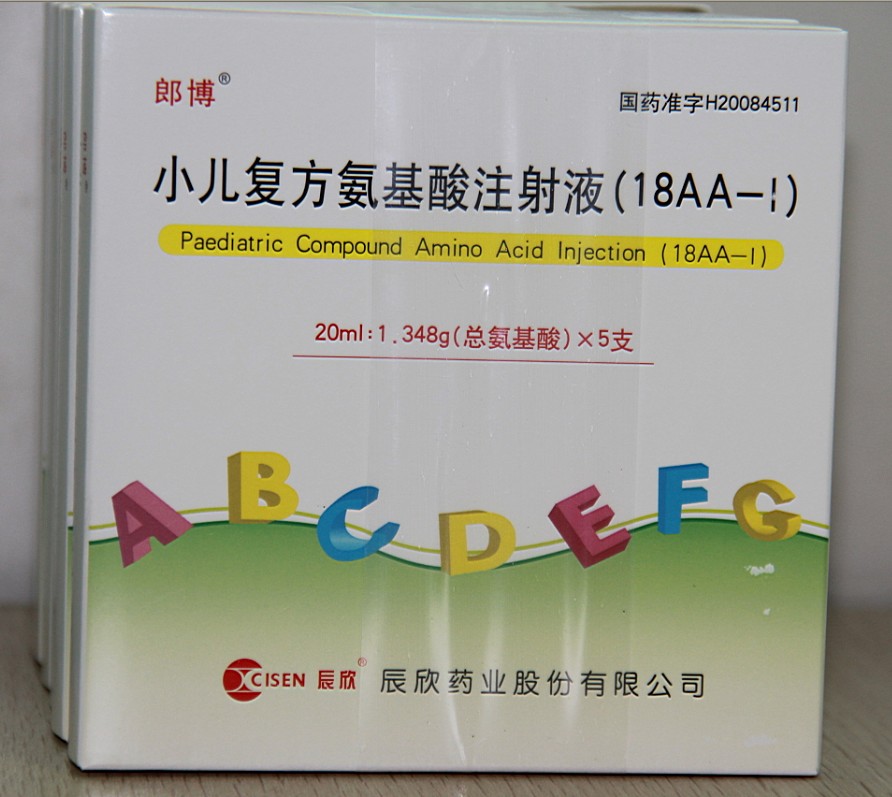 郎博®
国药准字H20084511
小儿复方氨基酸注射液(18AA-I)
Paediatric Compound Amino Acid Injection (18AA-I)
20ml:1.348g(总氨基酸)×5支
A B C D E F G
CISEN 辰欣® 辰欣药业股份有限公司